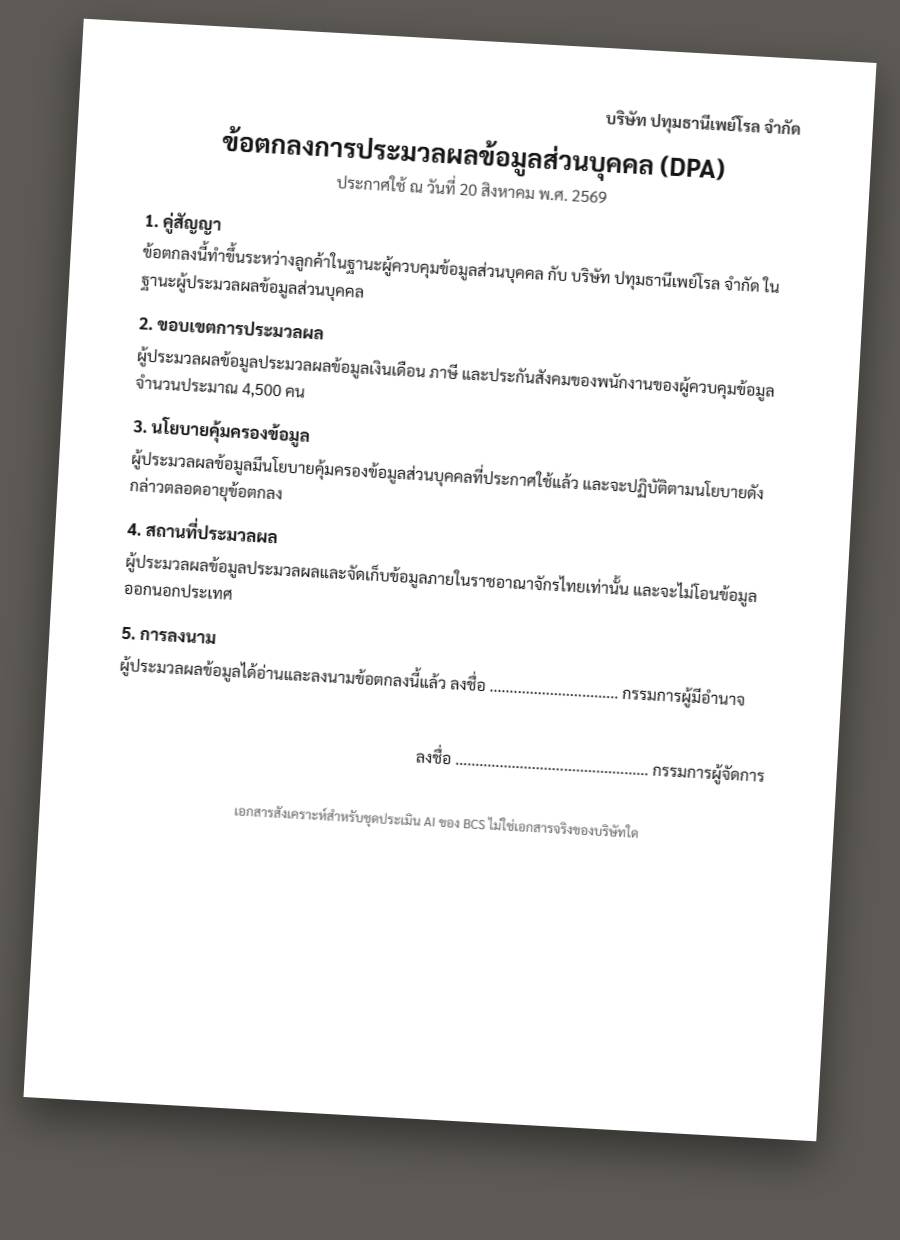 บริษัท ปทุมธานีเพย์โรล จำกัด
ข้อตกลงการประมวลผลข้อมูลส่วนบุคคล (DPA)
ประกาศใช้ ณ วันที่ 20 สิงหาคม พ.ศ. 2569
1. คู่สัญญา
ข้อตกลงนี้ทำขึ้นระหว่างลูกค้าในฐานะผู้ควบคุมข้อมูลส่วนบุคคล กับ บริษัท ปทุมธานีเพย์โรล จำกัด ใน
ฐานะผู้ประมวลผลข้อมูลส่วนบุคคล
2. ขอบเขตการประมวลผล
ผู้ประมวลผลข้อมูลประมวลผลข้อมูลเงินเดือน ภาษี และประกันสังคมของพนักงานของผู้ควบคุมข้อมูล
จำนวนประมาณ 4,500 คน
3. นโยบายคุ้มครองข้อมูล
ผู้ประมวลผลข้อมูลมีนโยบายคุ้มครองข้อมูลส่วนบุคคลที่ประกาศใช้แล้ว และจะปฏิบัติตามนโยบายดัง
กล่าวตลอดอายุข้อตกลง
4. สถานที่ประมวลผล
ผู้ประมวลผลข้อมูลประมวลผลและจัดเก็บข้อมูลภายในราชอาณาจักรไทยเท่านั้น และจะไม่โอนข้อมูล
ออกนอกประเทศ
5. การลงนาม
ผู้ประมวลผลข้อมูลได้อ่านและลงนามข้อตกลงนี้แล้ว ลงชื่อ ................................ กรรมการผู้มีอำนาจ
ลงชื่อ ................................................ กรรมการผู้จัดการ
เอกสารสังเคราะห์สำหรับชุดประเมิน AI ของ BCS ไม่ใช่เอกสารจริงของบริษัทใด